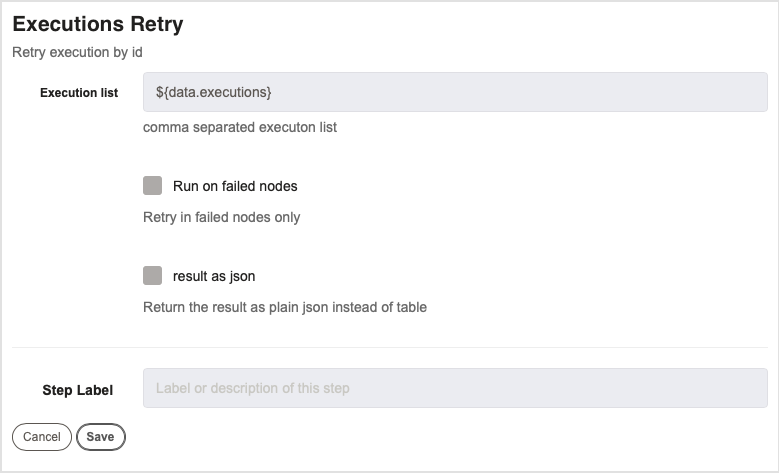 Executions Retry
Retry execution by id
Execution list
${data.executions}
comma separated executon list
Run on failed nodes
Retry in failed nodes only
result as json
Return the result as plain json instead of table
Step Label
Label or description of this step
Cancel
Save